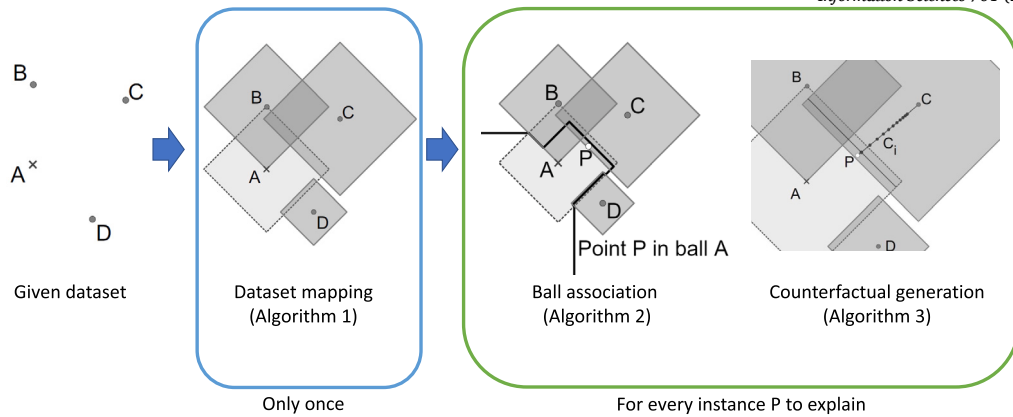 B
C
A
D
Given dataset
B
C
A
D
Dataset mapping
(Algorithm 1)
Only once
B
C
P
A
D
Point P in ball A
Ball association
(Algorithm 2)
B
C
Ci
P
A
D
Counterfactual generation
(Algorithm 3)
For every instance P to explain